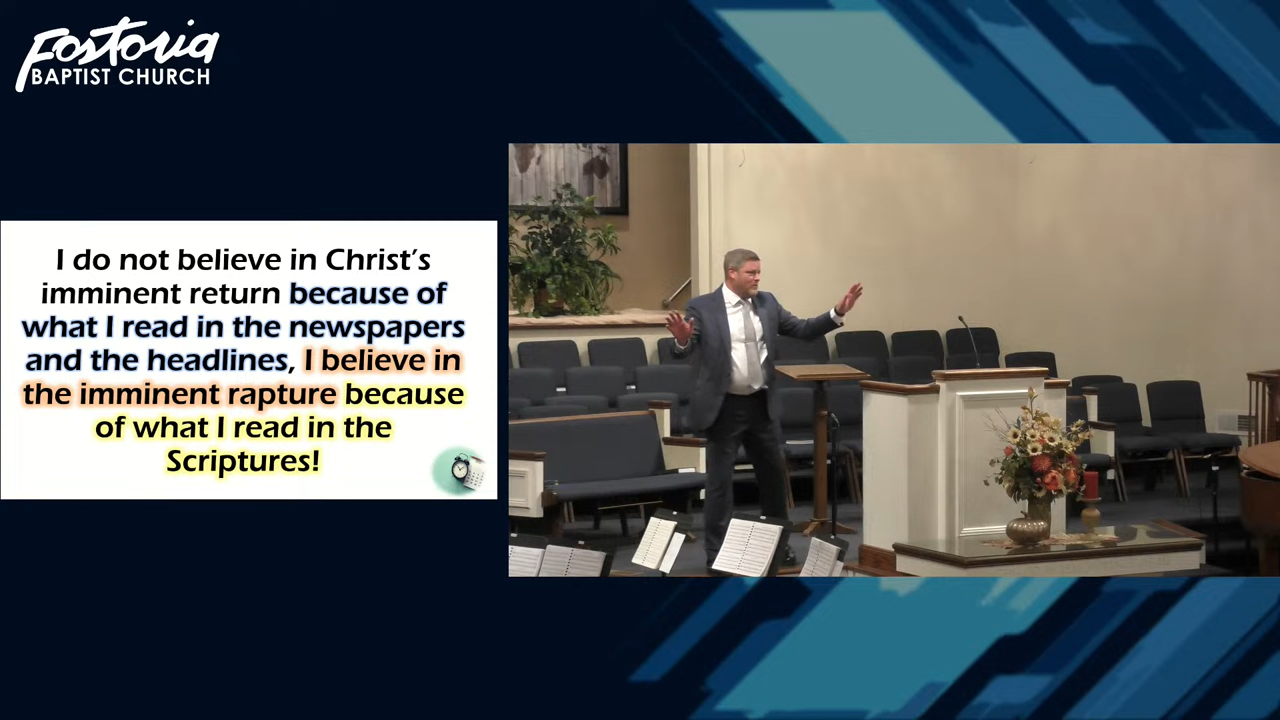 Fostoria
BAPTIST CHURCH
I do not believe in Christ's
imminent return because of
what I read in the newspapers
and the headlines, I believe in
the imminent rapture because
of what I read in the
Scriptures!